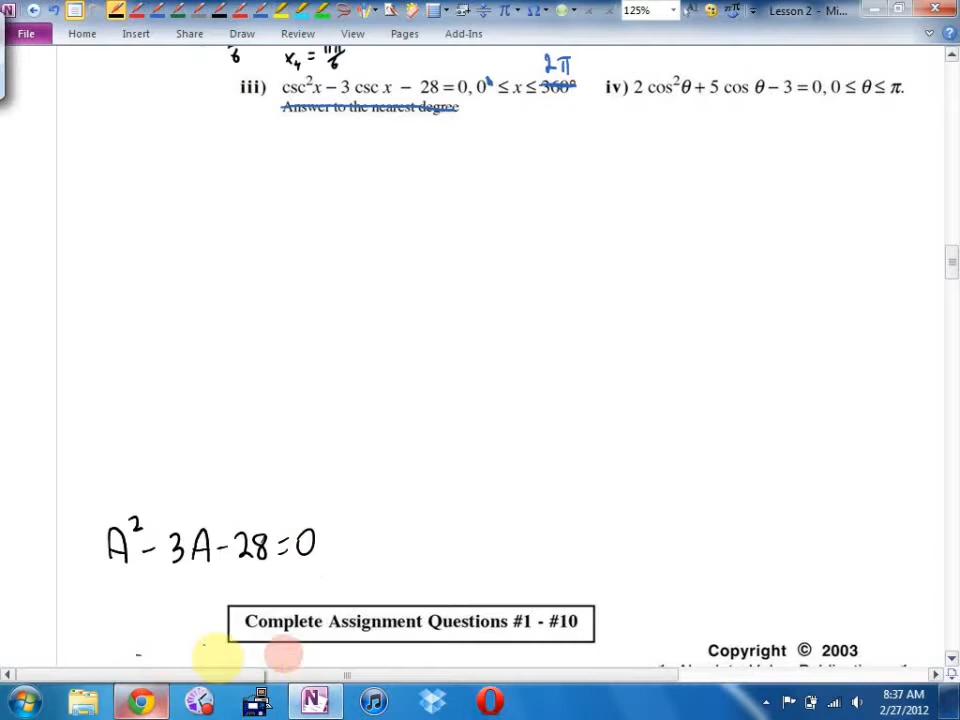 125%
Lesson 2 - Mi...
File Home Insert Share Draw Review View Pages Add-Ins
6 x₄ = 11π/6
2π
iii) csc²x – 3 csc x – 28 = 0, 0° ≤ x ≤ 360° iv) 2 cos²θ + 5 cos θ – 3 = 0, 0 ≤ θ ≤ π.
Answer to the nearest degree
A² - 3A - 28 = 0
Complete Assignment Questions #1 - #10
Copyright © 2003
8:37 AM
2/27/2012